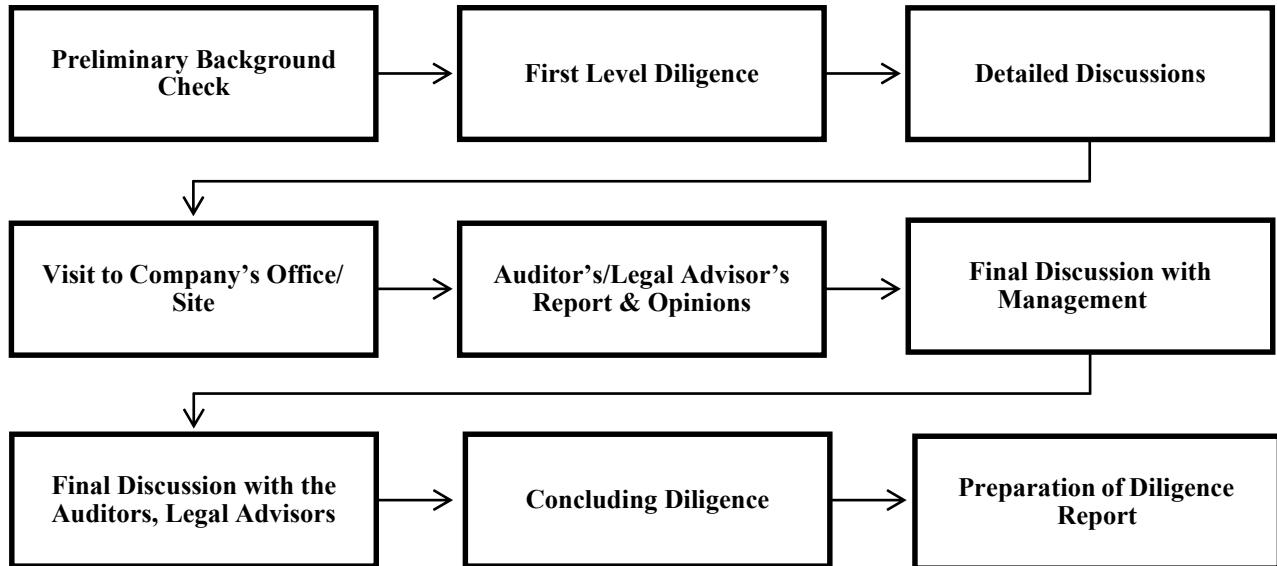 Preliminary Background
Check
First Level Diligence
Detailed Discussions
Visit to Company’s Office/
Site
Auditor’s/Legal Advisor’s
Report & Opinions
Final Discussion with
Management
Final Discussion with the
Auditors, Legal Advisors
Concluding Diligence
Preparation of Diligence
Report